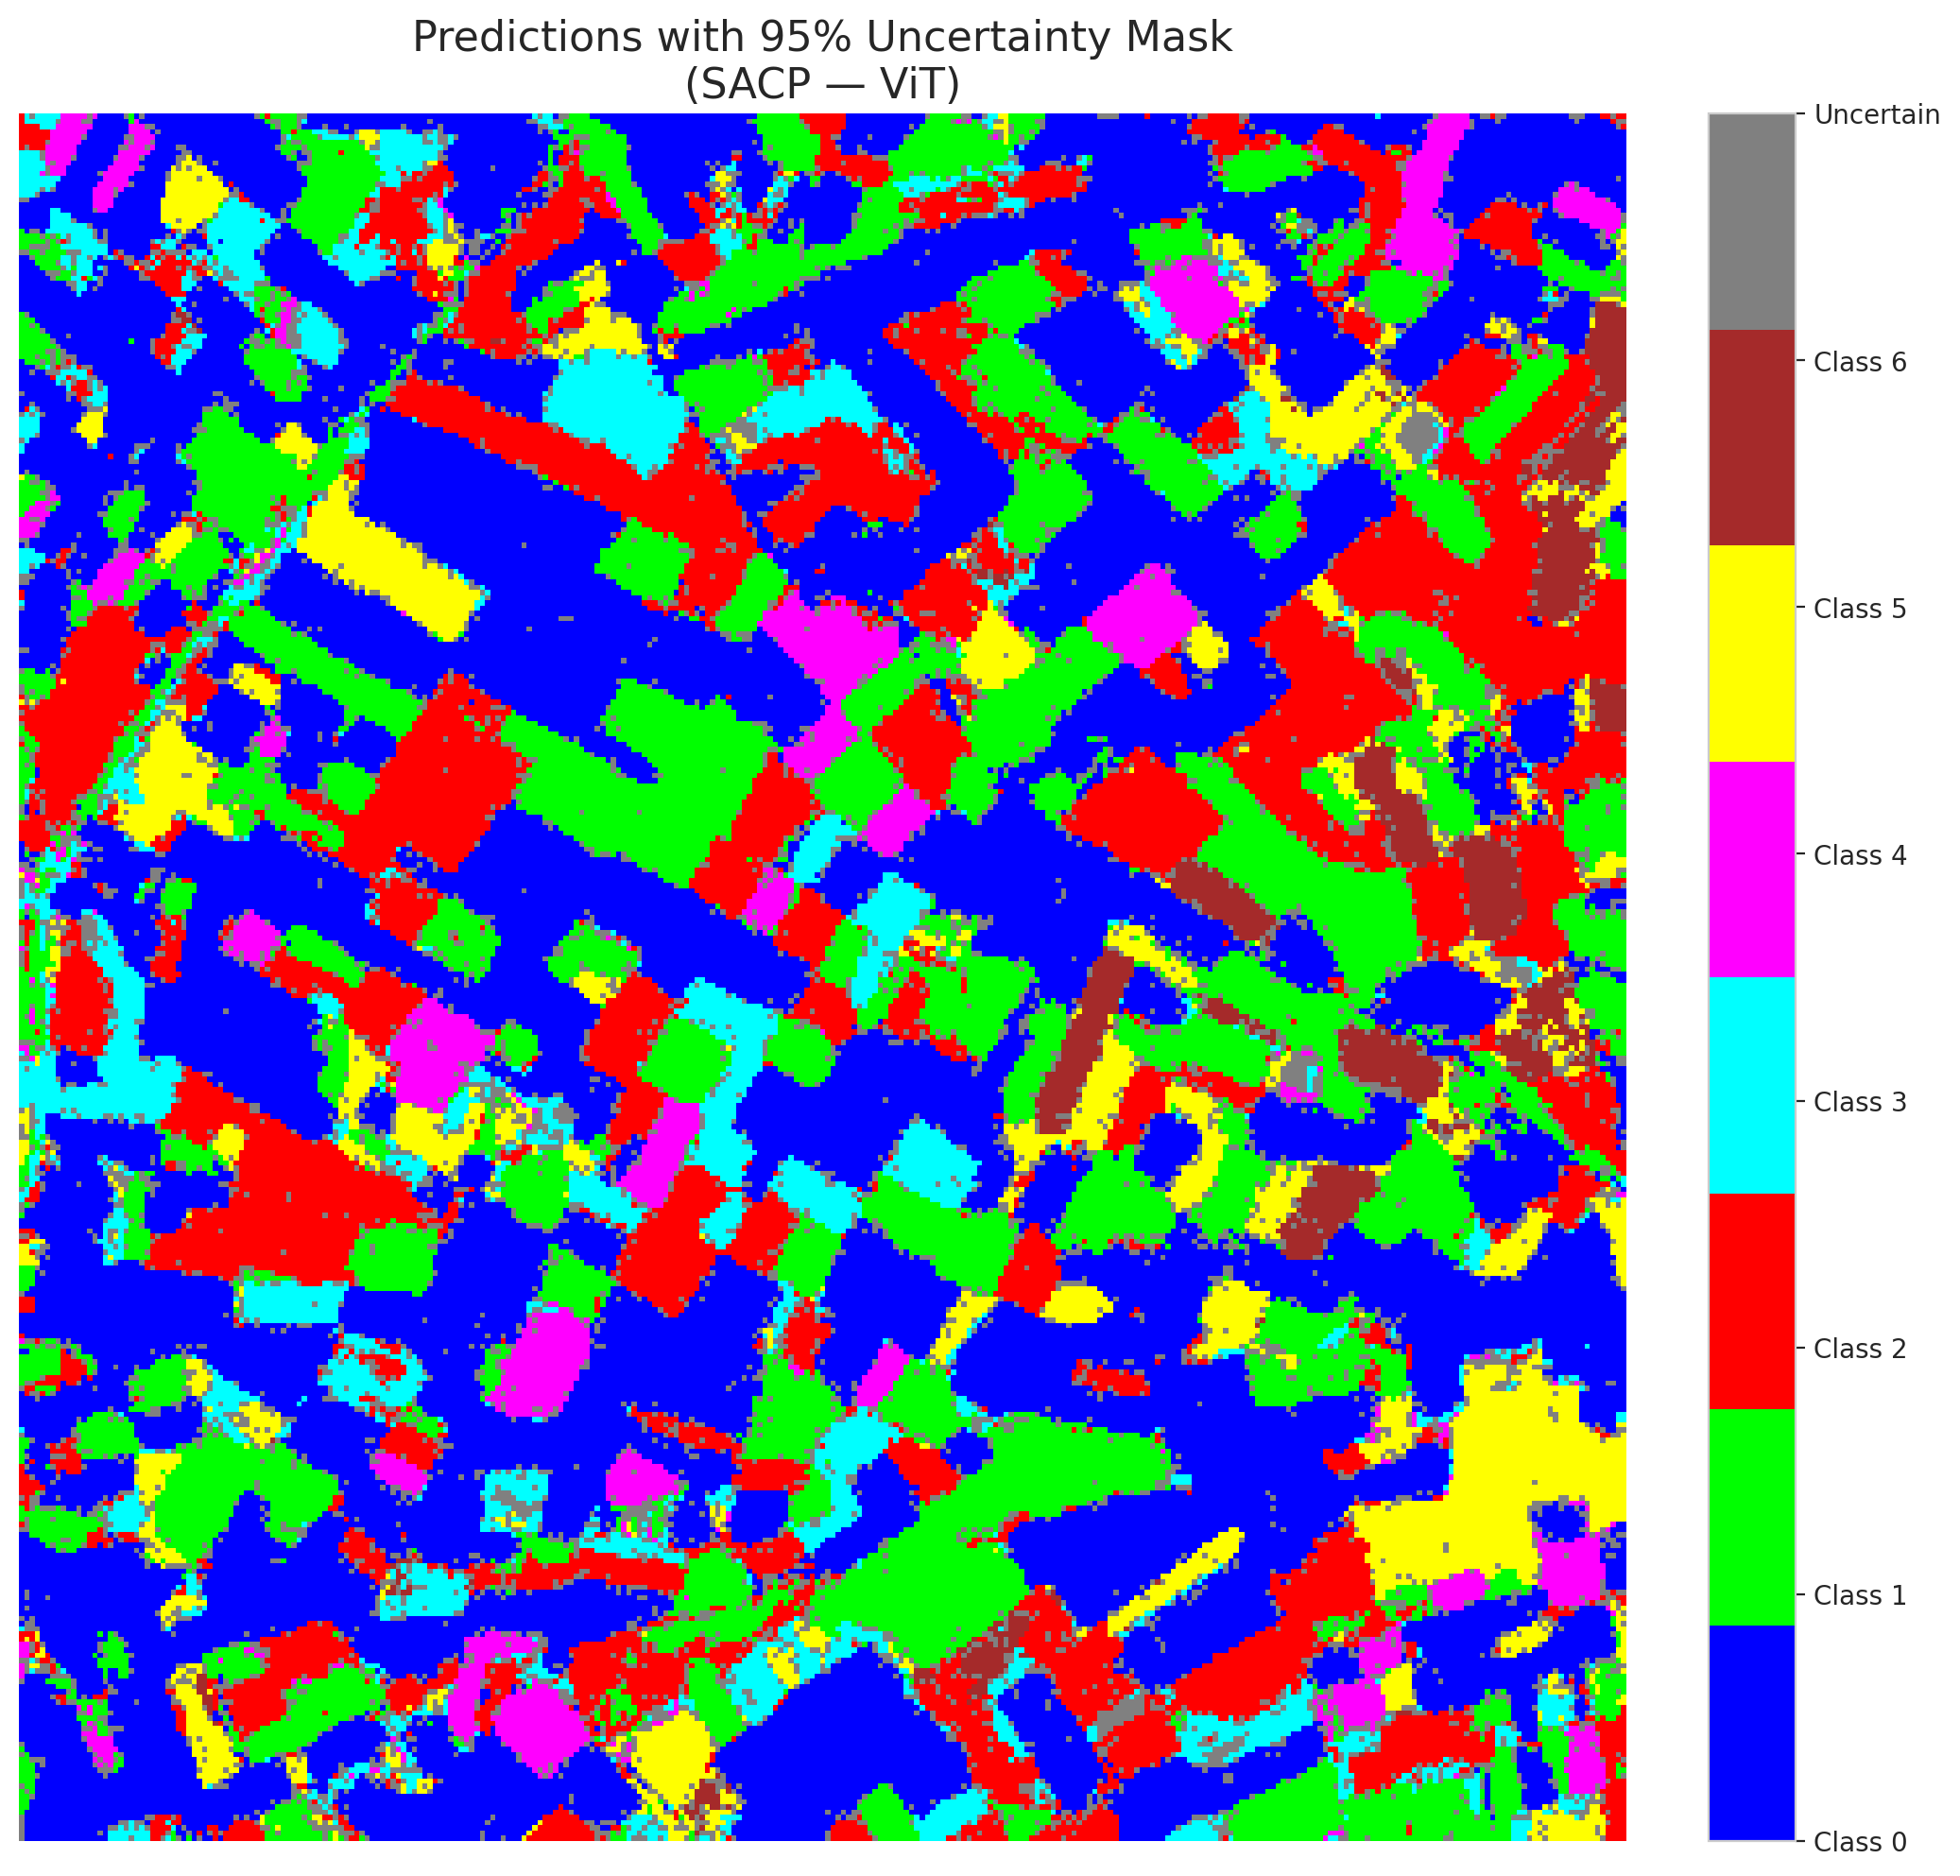 Predictions with 95% Uncertainty Mask
(SACP — ViT)
Uncertain
Class 6
Class 5
Class 4
Class 3
Class 2
Class 1
Class 0